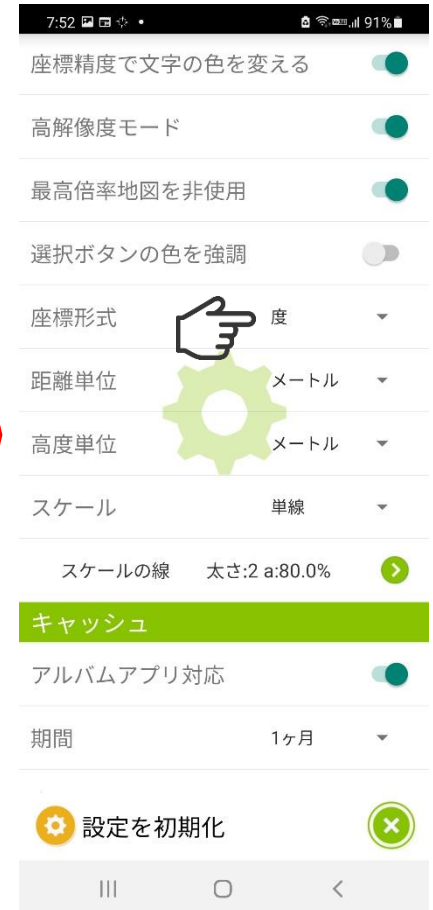 7:52 91%
座標精度で文字の色を変える
高解像度モード
最高倍率地図を非使用
選択ボタンの色を強調
座標形式 度
距離単位 メートル
高度単位 メートル
スケール 単線
スケールの線 太さ:2 a:80.0%
キャッシュ
アルバムアプリ対応
期間 1ヶ月
設定を初期化